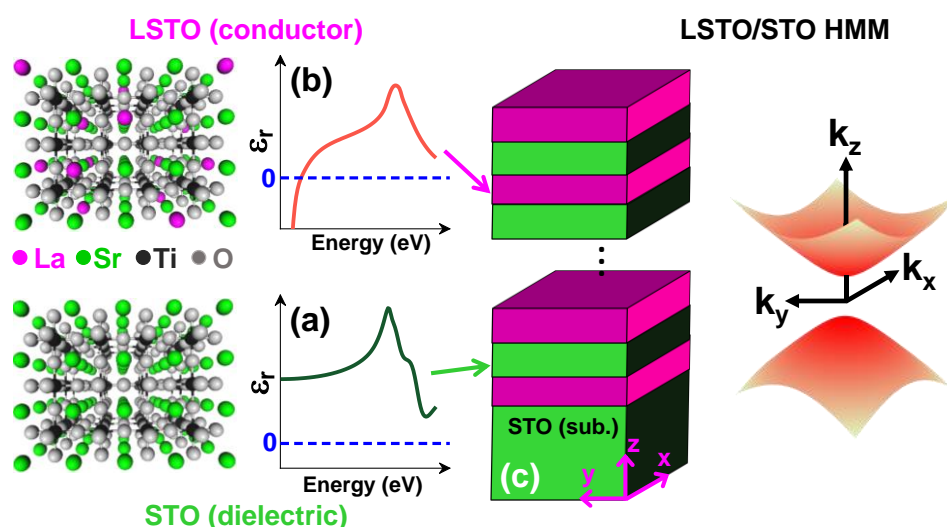 LSTO (conductor)
LSTO/STO HMM
(b)
εr
0
Energy (eV)
La Sr Ti O
kz
kx
ky
(a)
εr
0
Energy (eV)
STO (sub.)
(c)
z
x
y
STO (dielectric)